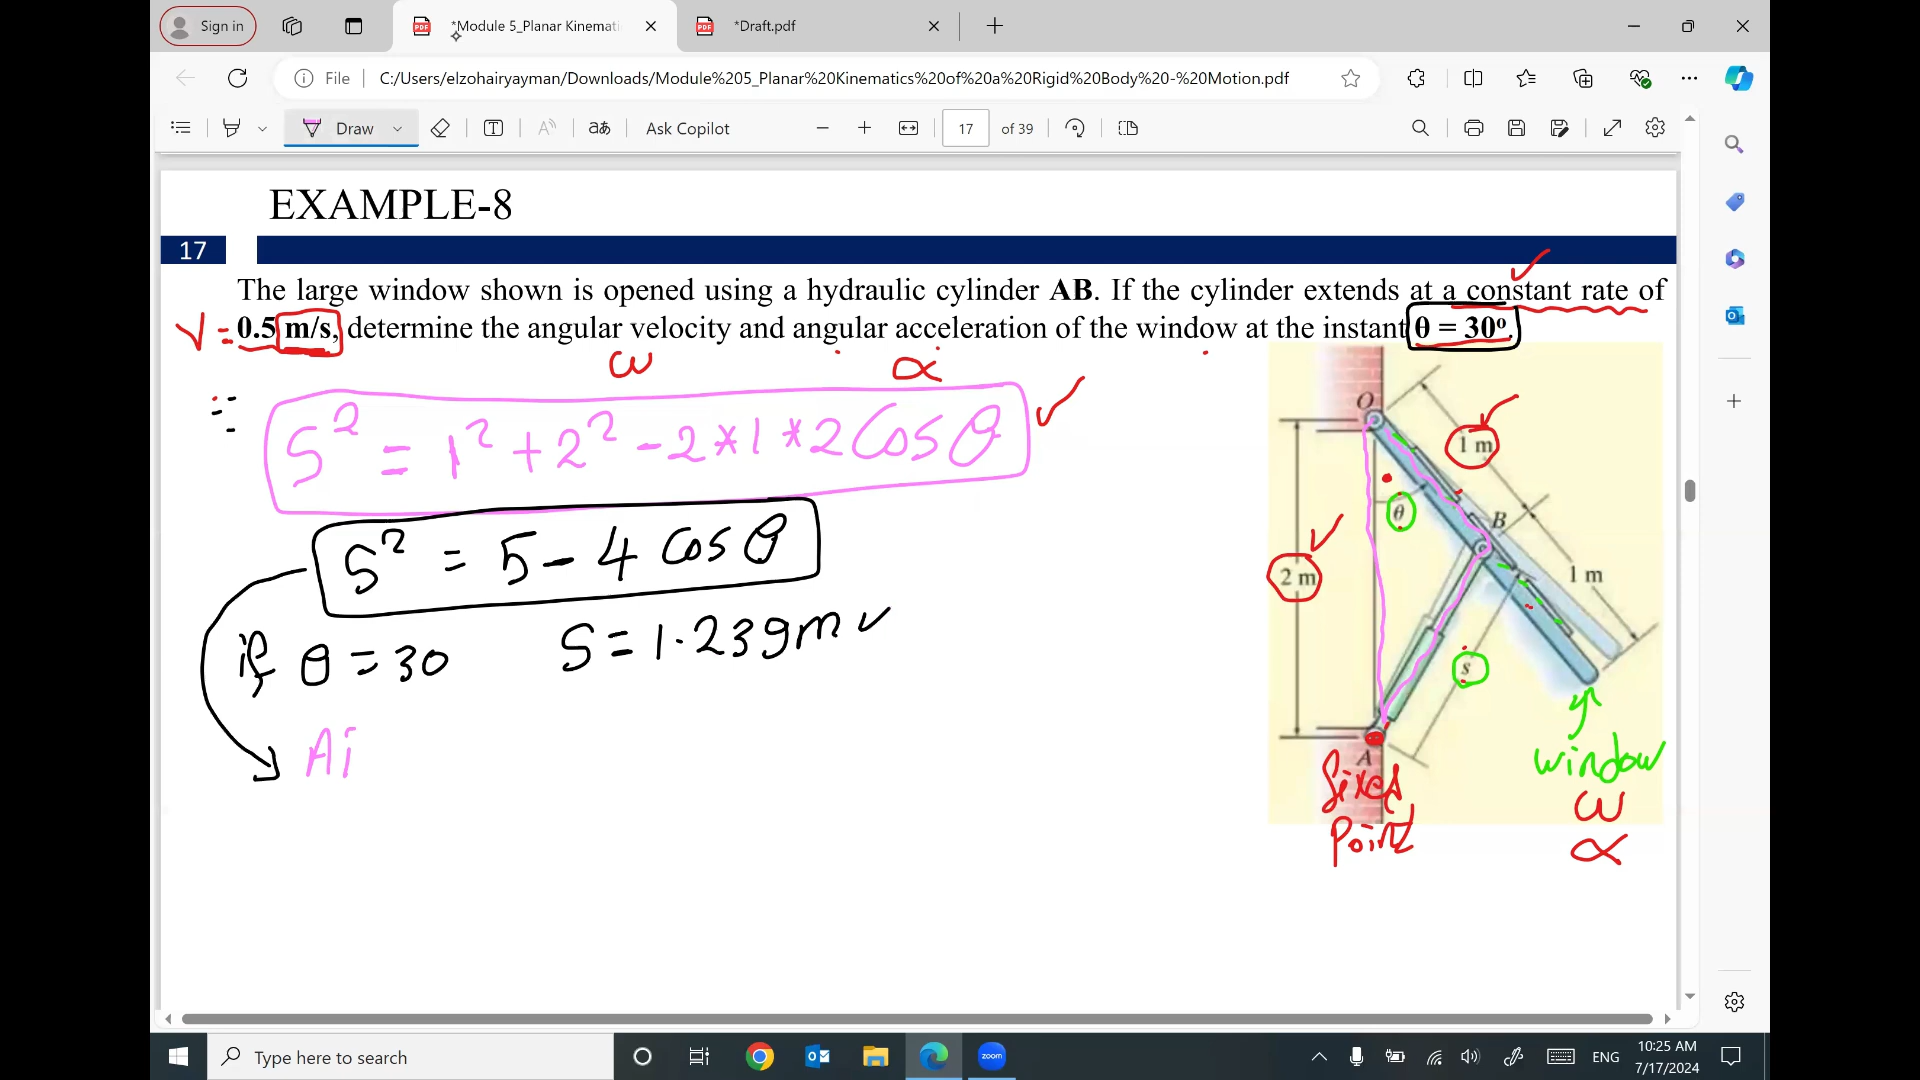 Sign in
*Module 5_Planar Kinemati
*Draft.pdf
File
C:/Users/elzohairyayman/Downloads/Module%205_Planar%20Kinematics%20of%20a%20Rigid%20Body%20-%20Motion.pdf
Draw
Ask Copilot
17 of 39
EXAMPLE-8
17
The large window shown is opened using a hydraulic cylinder AB. If the cylinder extends at a constant rate of
V = 0.5 m/s, determine the angular velocity and angular acceleration of the window at the instant θ = 30º.
ω α
S² = 1² + 2² - 2*1*2 Cos θ
S² = 5 - 4 Cos θ
if θ = 30 S = 1.239m
Ai
O
1 m
θ
B
2 m
1 m
s
A
fixed
Point
window
ω
α
Type here to search
zoom
ENG
10:25 AM
7/17/2024